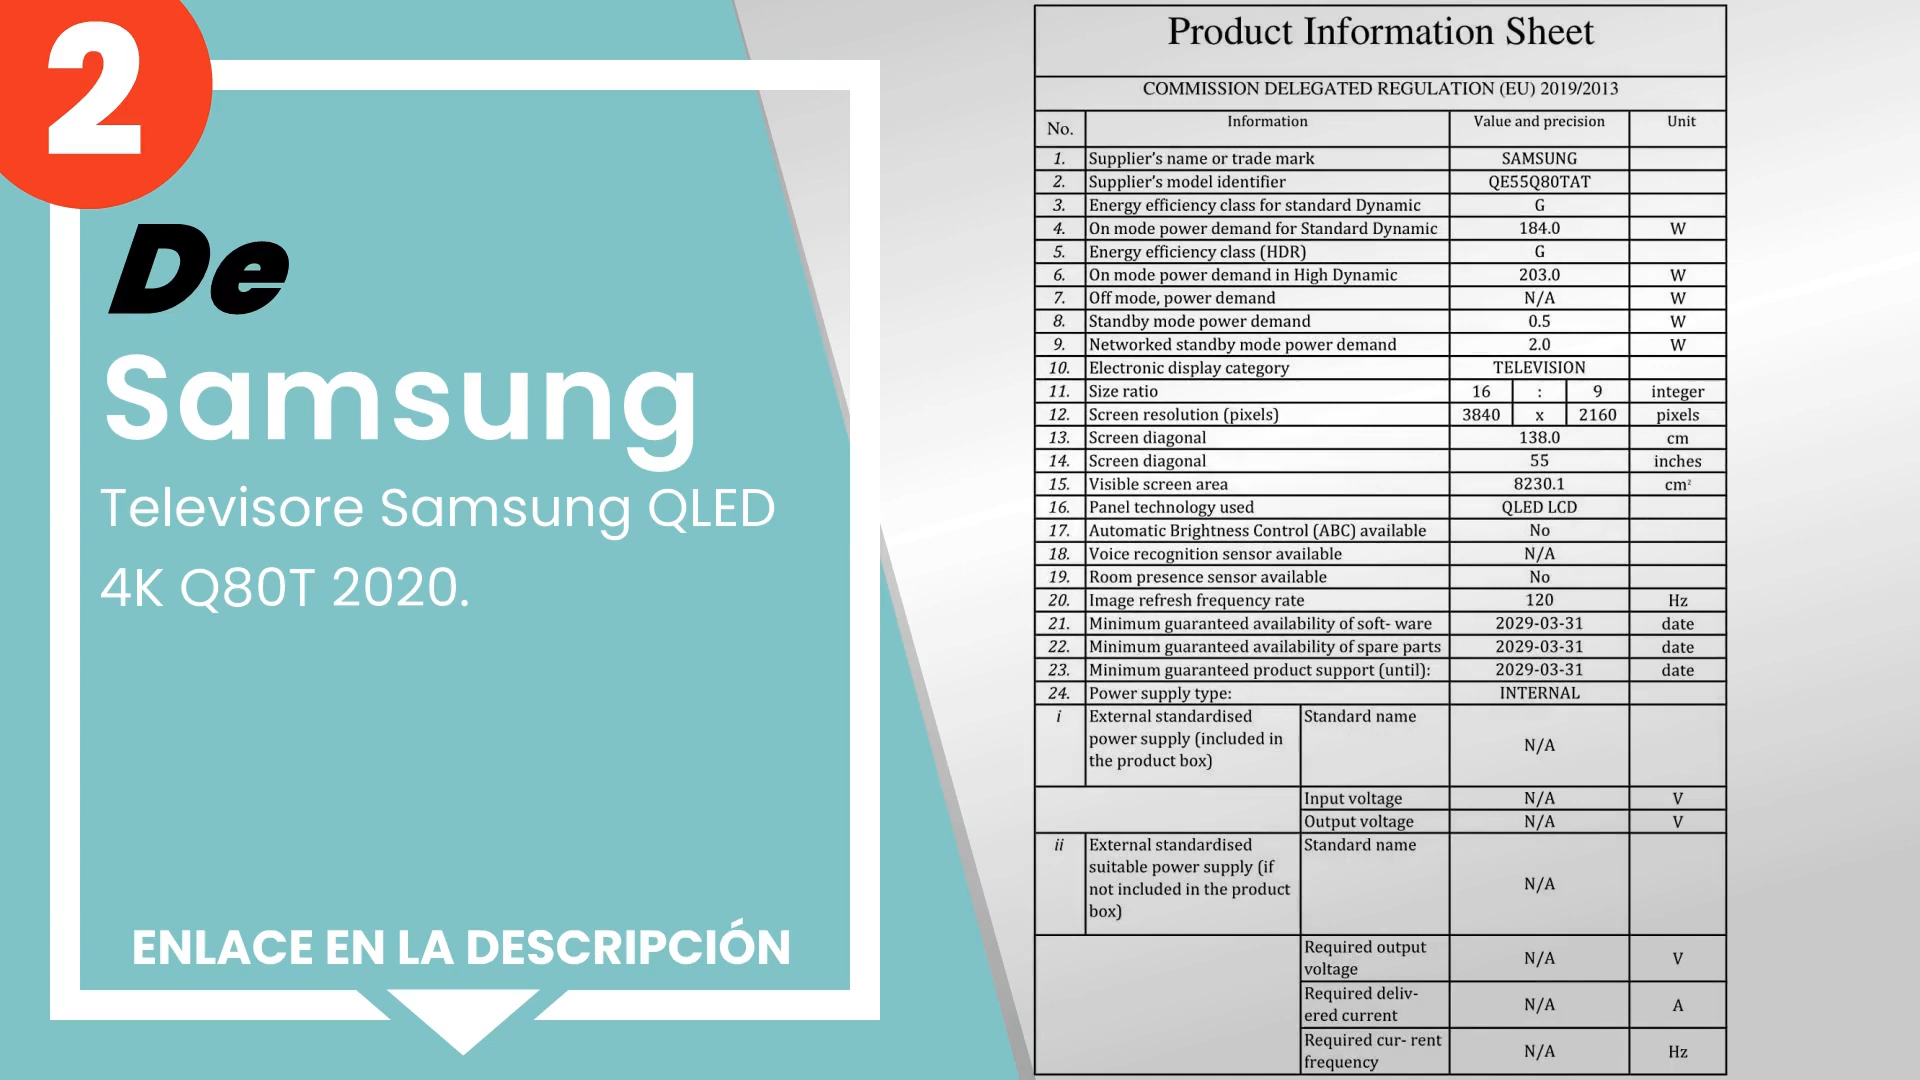 2
De
Samsung
Televisore Samsung QLED
4K Q80T 2020.
ENLACE EN LA DESCRIPCIÓN
Product Information Sheet
COMMISSION DELEGATED REGULATION (EU) 2019/2013
No. Information Value and precision Unit
1. Supplier's name or trade mark SAMSUNG
2. Supplier's model identifier QE55Q80TAT
3. Energy efficiency class for standard Dynamic G
4. On mode power demand for Standard Dynamic 184.0 W
5. Energy efficiency class (HDR) G
6. On mode power demand in High Dynamic 203.0 W
7. Off mode, power demand N/A W
8. Standby mode power demand 0.5 W
9. Networked standby mode power demand 2.0 W
10. Electronic display category TELEVISION
11. Size ratio 16 : 9 integer
12. Screen resolution (pixels) 3840 x 2160 pixels
13. Screen diagonal 138.0 cm
14. Screen diagonal 55 inches
15. Visible screen area 8230.1 cm²
16. Panel technology used QLED LCD
17. Automatic Brightness Control (ABC) available No
18. Voice recognition sensor available N/A
19. Room presence sensor available No
20. Image refresh frequency rate 120 Hz
21. Minimum guaranteed availability of soft- ware 2029-03-31 date
22. Minimum guaranteed availability of spare parts 2029-03-31 date
23. Minimum guaranteed product support (until): 2029-03-31 date
24. Power supply type: INTERNAL
i External standardised Standard name
power supply (included in N/A
the product box)
Input voltage N/A V
Output voltage N/A V
ii External standardised Standard name
suitable power supply (if
not included in the product N/A
box)
Required output
voltage N/A V
Required deliv-
ered current N/A A
Required cur- rent
frequency N/A Hz